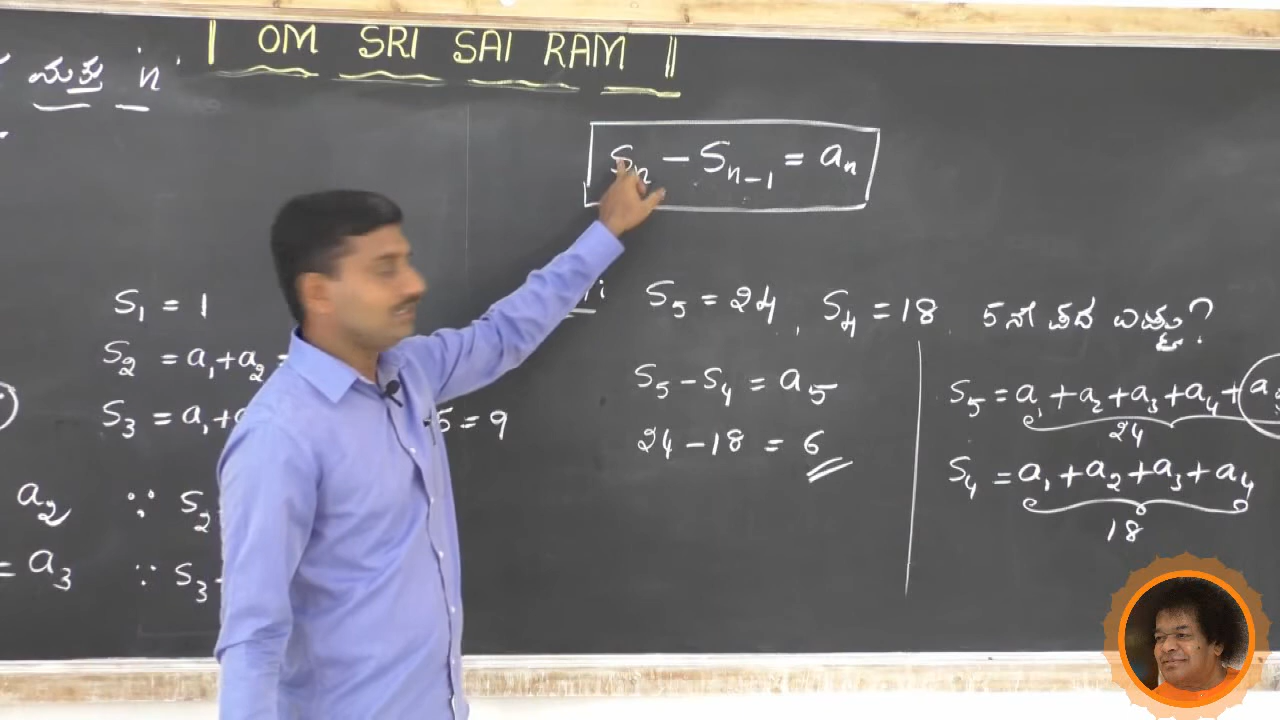 || OM SRI SAI RAM ||
ಮತ್ತು 'n'
Sₙ − Sₙ₋₁ = aₙ
S₁ = 1
S₂ = a₁+a₂ =
S₃ = a₁+ 5 = 9
a₂ ∵ S₂
= a₃ ∵ S₃ -
S₅ = 24, S₄ = 18 5ನೇ ಪದ ಎಷ್ಟು?
S₅ − S₄ = a₅
24 − 18 = 6
S₅ = a₁ + a₂ + a₃ + a₄ + a₅
24
S₄ = a₁ + a₂ + a₃ + a₄
18